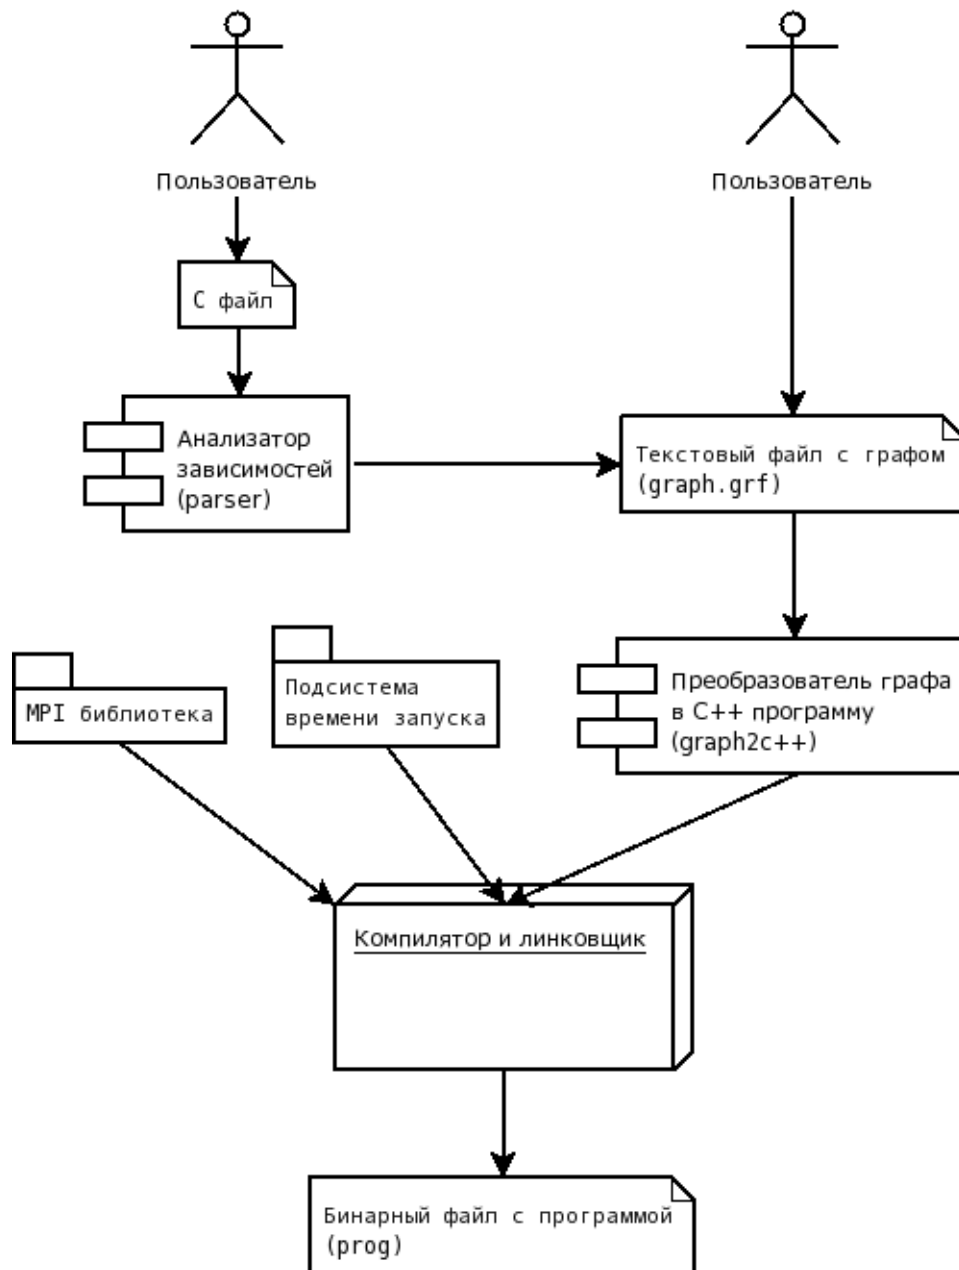 Пользователь
Пользователь
С файл
Анализатор
зависимостей
(parser)
Текстовый файл с графом
(graph.grf)
MPI библиотека
Подсистема
времени запуска
Преобразователь графа
в С++ программу
(graph2c++)
Компилятор и линковщик
Бинарный файл с программой
(prog)